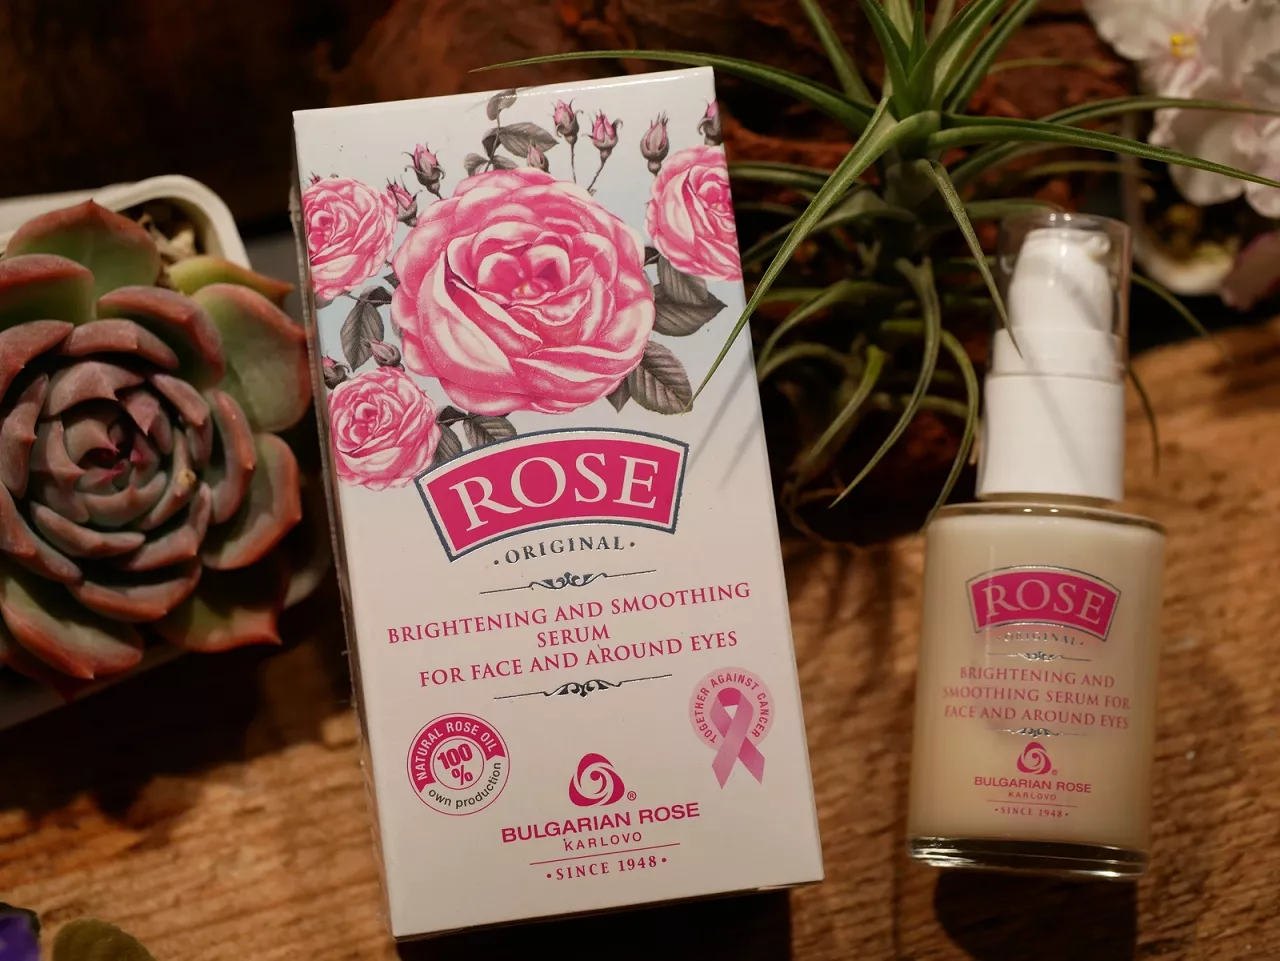 ROSE
·ORIGINAL·
BRIGHTENING AND SMOOTHING
SERUM
FOR FACE AND AROUND EYES
NATURAL ROSE OIL
100
%
own production
TOGETHER AGAINST CANCER
®
BULGARIAN ROSE
KARLOVO
·SINCE 1948·
ROSE
·ORIGINAL·
BRIGHTENING AND
SMOOTHING SERUM FOR
FACE AND AROUND EYES
BULGARIAN ROSE
KARLOVO
·SINCE 1948·